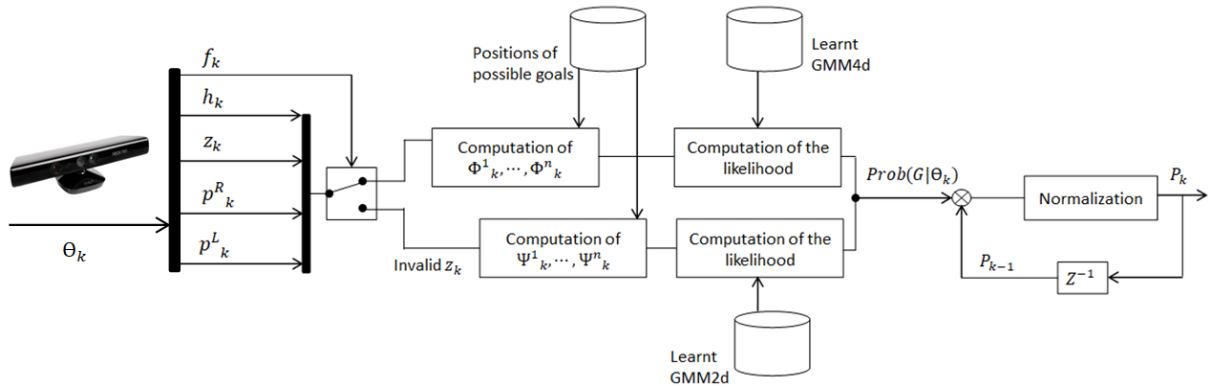 f_k
h_k
z_k
p^R_k
p^L_k
Θ_k
Positions of
possible goals
Learnt
GMM4d
Computation of
Φ^1_k, ⋯, Φ^n_k
Computation of the
likelihood
Invalid z_k
Computation of
Ψ^1_k, ⋯, Ψ^n_k
Computation of the
likelihood
Learnt
GMM2d
Prob(G|Θ_k)
Normalization
P_k
P_{k-1}
Z^{-1}